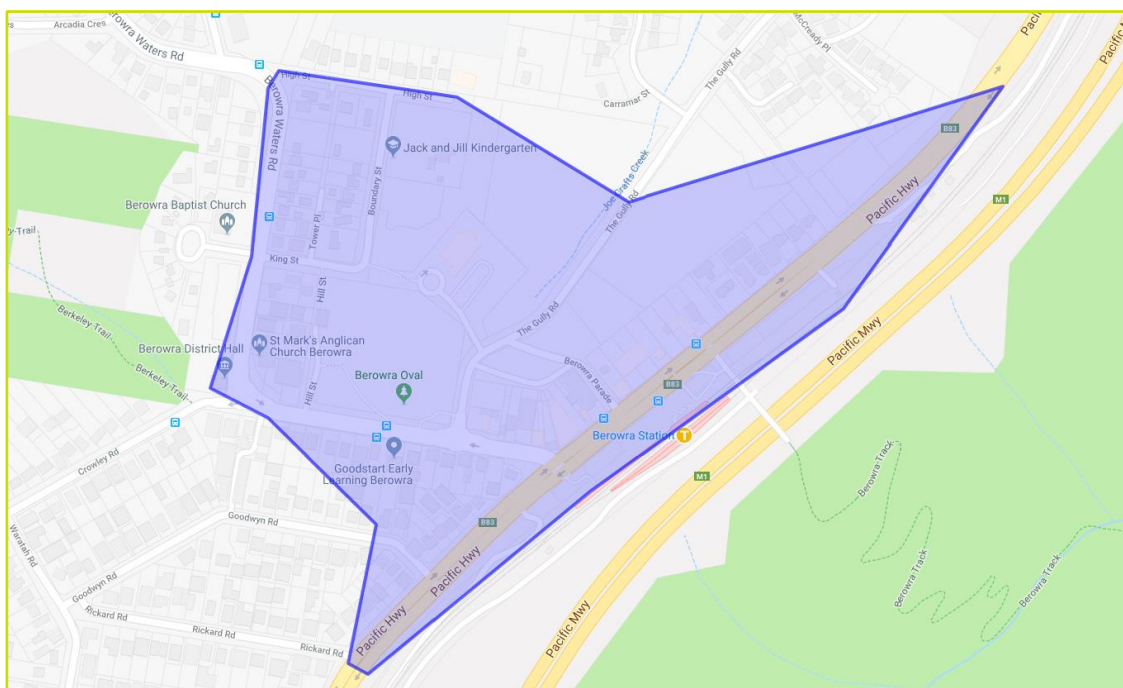 Arcadia Cres
Berowra Waters Rd
McCready Pl
Pacific Hwy
Pacific M
The Gully Rd
High St
High St
Carramar St
B83
Berowra Waters Rd
Jack and Jill Kindergarten
Boundary St
Joe Crafts Creek
M1
Pacific Hwy
Berowra Baptist Church
Tower Pl
The Gully Rd
y-Trail
King St
Hill St
Berkeley-Trail
The Gully Rd
Pacific Mwy
St Mark's Anglican
Church Berowra
Berowra District Hall
Berowra Parade
Berkeley-Trail
Berowra Oval
B83
Hill St
Berowra Station
T
Crowley Rd
Goodstart Early
Learning Berowra
M1
Berowra Track
Goodwyn Rd
B83
Waratah Rd
Pacific Hwy
Goodwyn Rd
Berowra Track
Berowra Track
Rickard Rd
Pacific Hwy
Rickard Rd
Pacific Mwy